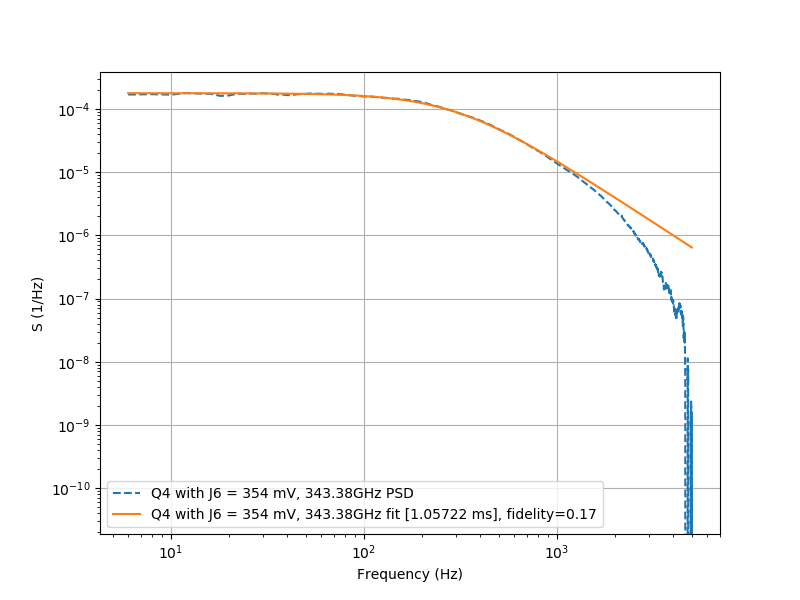 10⁻⁴
10⁻⁵
10⁻⁶
10⁻⁷
10⁻⁸
10⁻⁹
10⁻¹⁰
S (1/Hz)
Q4 with J6 = 354 mV, 343.38GHz PSD
Q4 with J6 = 354 mV, 343.38GHz fit [1.05722 ms], fidelity=0.17
10¹ 10² 10³
Frequency (Hz)